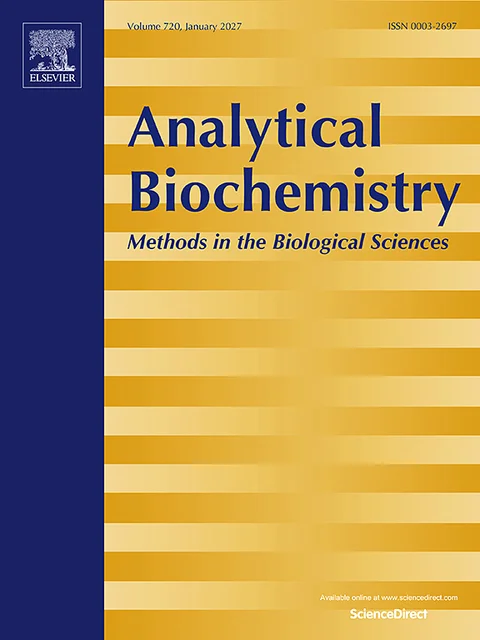 Volume 720, January 2027
ISSN 0003-2697
ELSEVIER
Analytical
Biochemistry
Methods in the Biological Sciences
Available online at www.sciencedirect.com
ScienceDirect